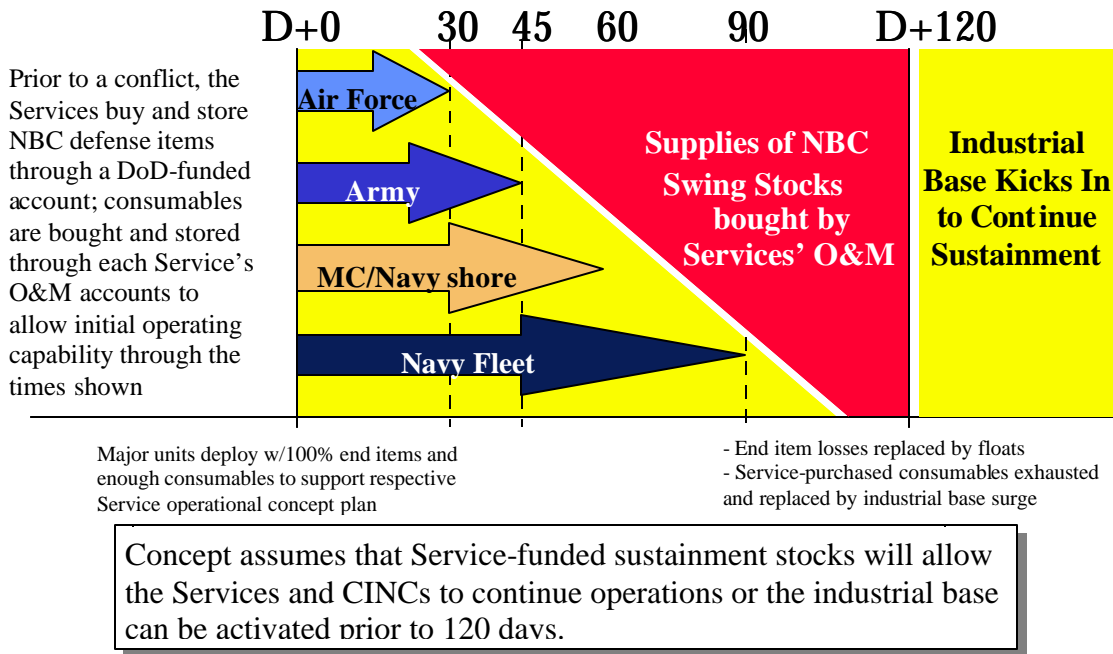 D+0 30 45 60 90 D+120
Prior to a conflict, the
Services buy and store
NBC defense items
through a DoD-funded
account; consumables
are bought and stored
through each Service's
O&M accounts to
allow initial operating
capability through the
times shown
Air Force
Army
MC/Navy shore
Navy Fleet
Supplies of NBC
Swing Stocks
bought by
Services' O&M
Industrial
Base Kicks In
to Continue
Sustainment
Major units deploy w/100% end items and
enough consumables to support respective
Service operational concept plan
- End item losses replaced by floats
- Service-purchased consumables exhausted
and replaced by industrial base surge
Concept assumes that Service-funded sustainment stocks will allow
the Services and CINCs to continue operations or the industrial base
can be activated prior to 120 days.